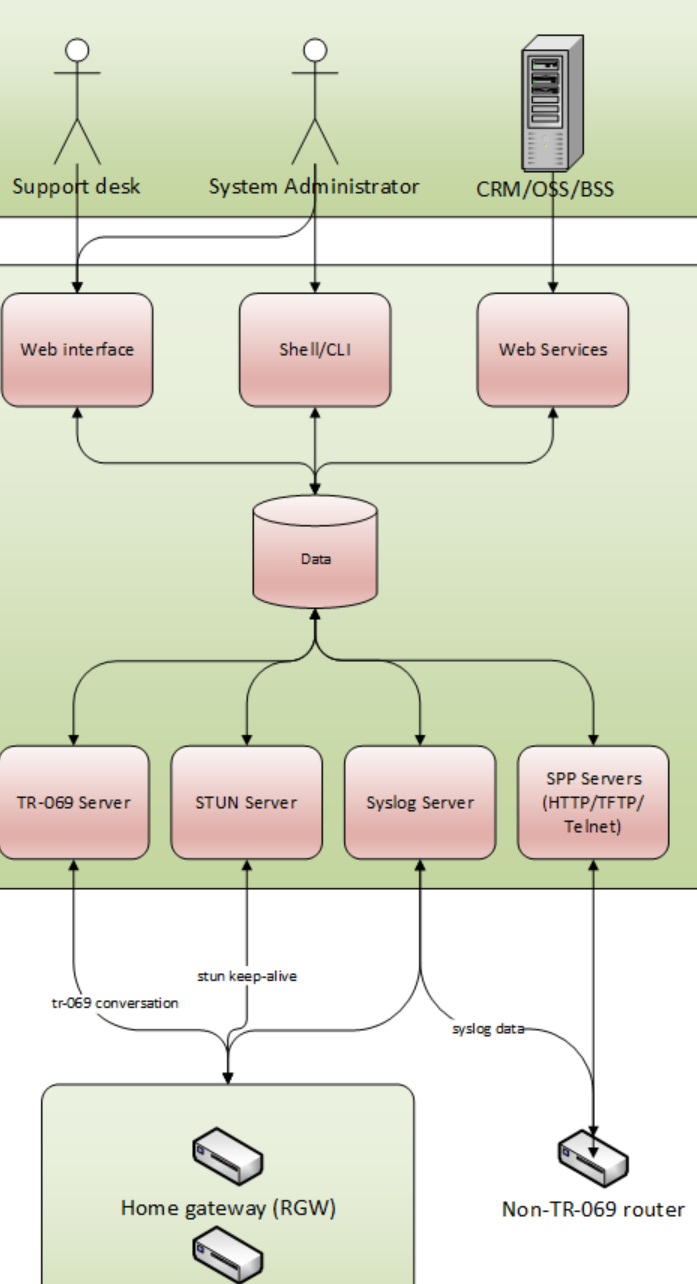 Support desk
System Administrator
CRM/OSS/BSS
Web interface
Shell/CLI
Web Services
Data
TR-069 Server
STUN Server
Syslog Server
SPP Servers
(HTTP/TFTP/
Telnet)
stun keep-alive
tr-069 conversation
syslog data
Home gateway (RGW)
Non-TR-069 router